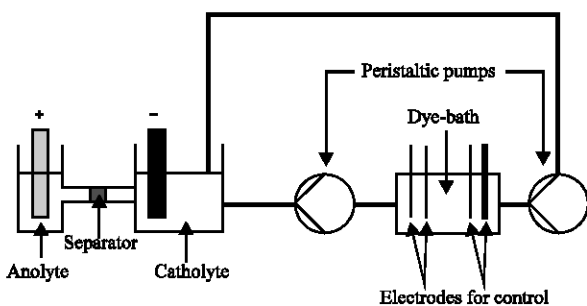 Peristaltic pumps
Dye-bath
+
−
Separator
Anolyte
Catholyte
Electrodes for control